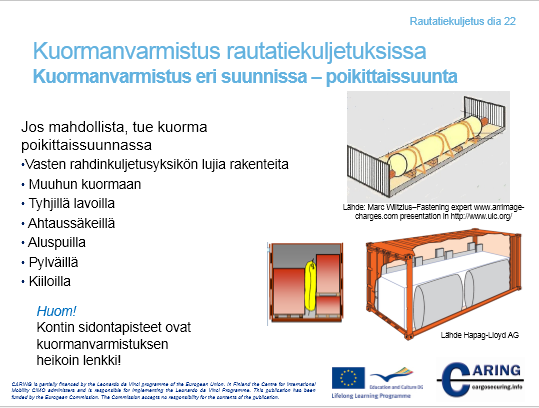 Rautatiekuljetus dia 22
Kuormanvarmistus rautatiekuljetuksissa
Kuormanvarmistus eri suunnissa – poikittaissuunta
Jos mahdollista, tue kuorma
poikittaissuunnassa
•Vasten rahdinkuljetusyksikön lujia rakenteita
• Muuhun kuormaan
• Tyhjillä lavoilla
• Ahtaussäkeillä
• Aluspuilla
• Pylväillä
• Kiiloilla
Huom!
Kontin sidontapisteet ovat
kuormanvarmistuksen
heikoin lenkki!
Lähde: Marc Wiltzius–Fastening expert www.arrimage-
charges.com presentation in http://www.uic.org/
Lähde Hapag-Lloyd AG
CARING is partially financed by the Leonardo da Vinci programme of the European Union. In Finland the Centre for International
Mobility CIMO administers and is responsible for implementing the Leonardo da Vinci Programme. This publication has been
funded by the European Commission. The Commission accepts no responsibility for the contents of the publication.
Education and Culture DG
Lifelong Learning Programme
CARING
cargosecuring.info